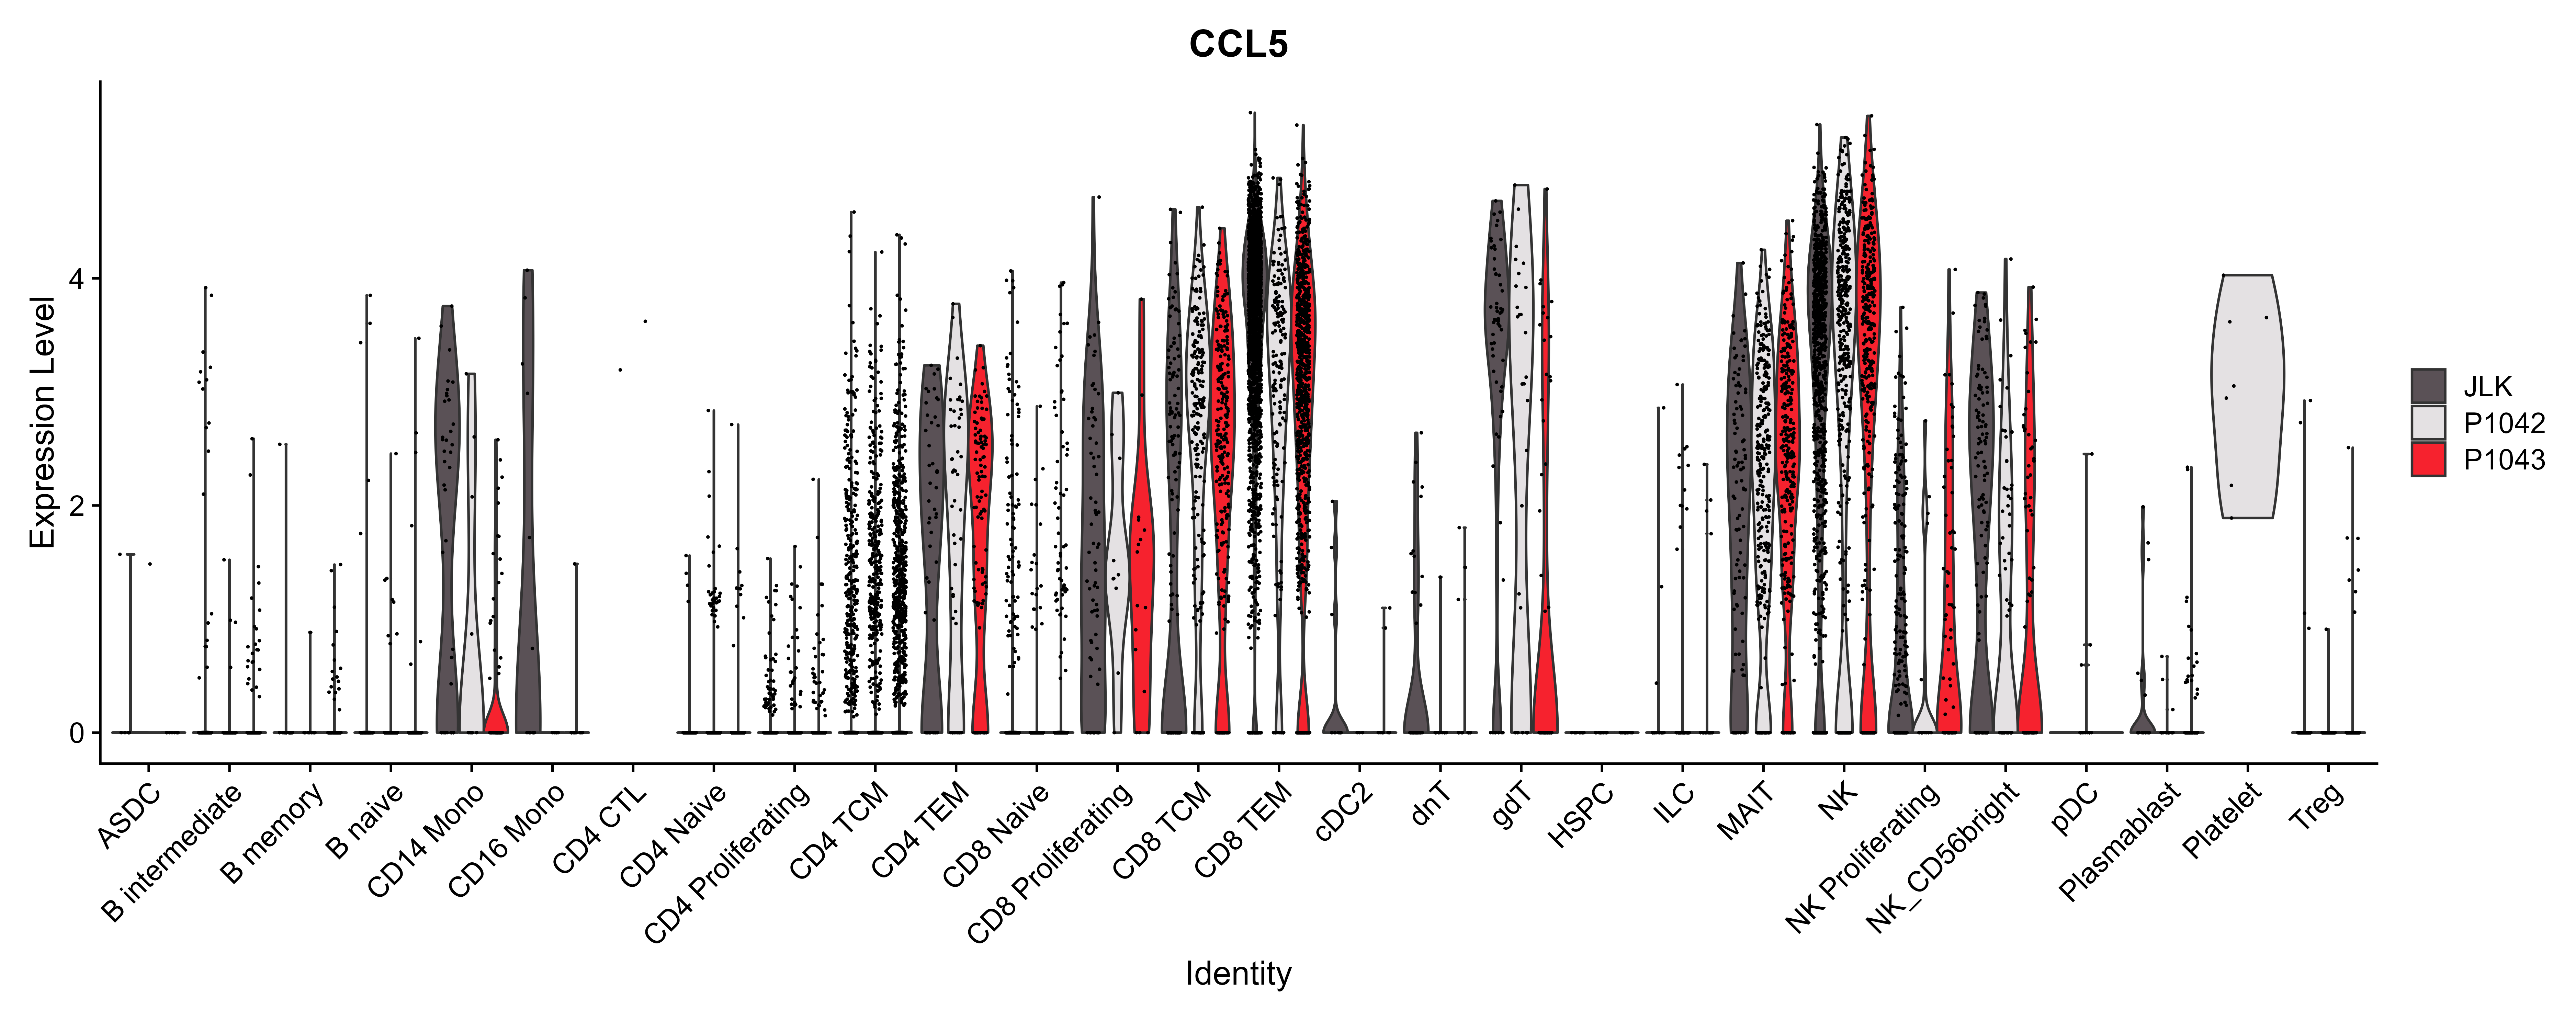 CCL5
Expression Level
4
2
0
ASDC
B intermediate
B memory
B naive
CD14 Mono
CD16 Mono
CD4 CTL
CD4 Naive
CD4 Proliferating
CD4 TCM
CD4 TEM
CD8 Naive
CD8 Proliferating
CD8 TCM
CD8 TEM
cDC2
dnT
gdT
HSPC
ILC
MAIT
NK
NK Proliferating
NK_CD56bright
pDC
Plasmablast
Platelet
Treg
Identity
JLK
P1042
P1043